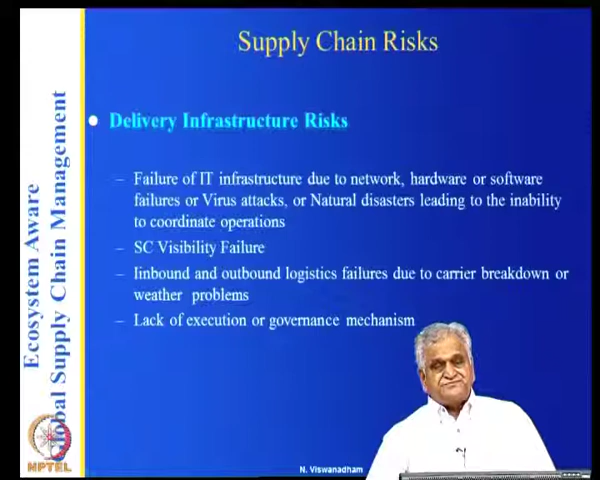 Supply Chain Risks
Delivery Infrastructure Risks
– Failure of IT infrastructure due to network, hardware or software
failures or Virus attacks, or Natural disasters leading to the inability
to coordinate operations
– SC Visibility Failure
– Iinbound and outbound logistics failures due to carrier breakdown or
weather problems
– Lack of execution or governance mechanism
Ecosystem Aware
Global Supply Chain Management
NPTEL
N. Viswanadham